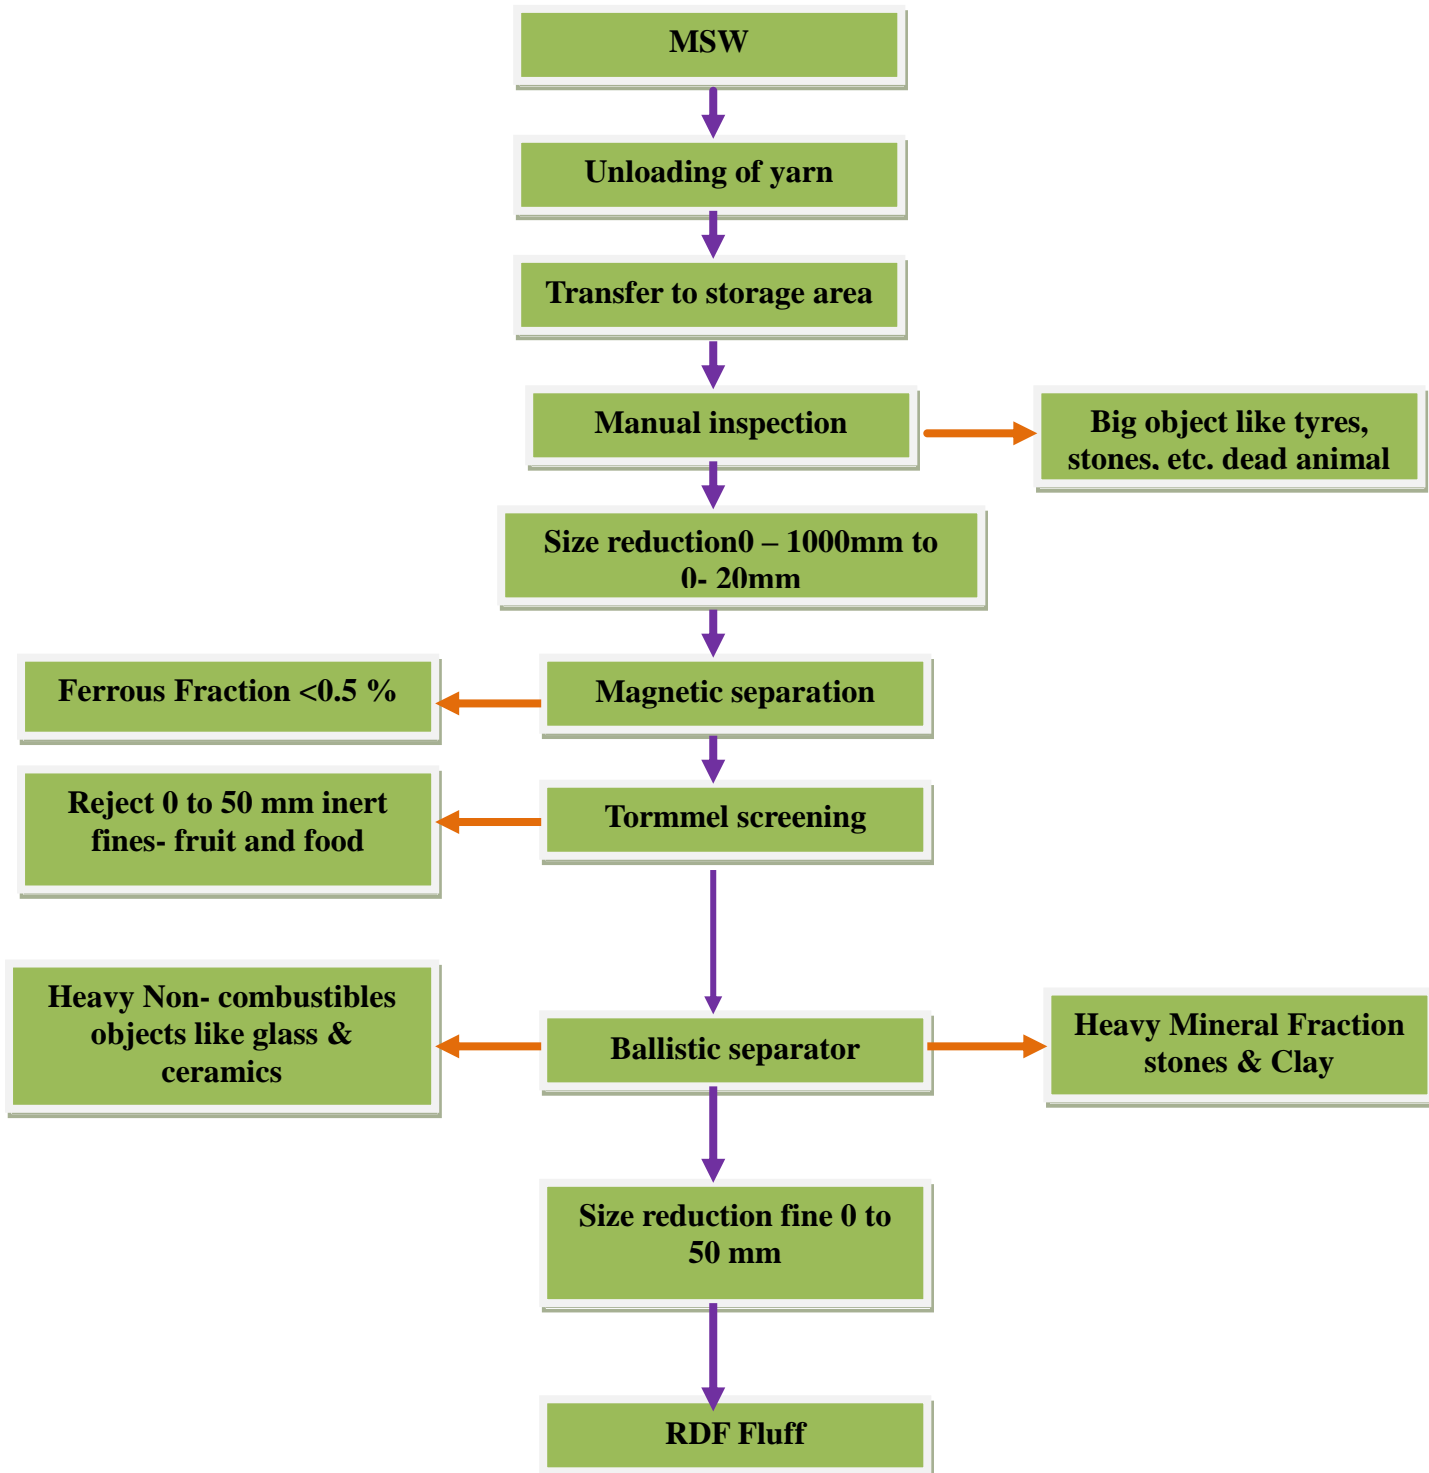 MSW
Unloading of yarn
Transfer to storage area
Manual inspection
Big object like tyres,
stones, etc. dead animal
Size reduction0 – 1000mm to
0- 20mm
Ferrous Fraction <0.5 %
Magnetic separation
Reject 0 to 50 mm inert
fines- fruit and food
Tormmel screening
Heavy Non- combustibles
objects like glass &
ceramics
Ballistic separator
Heavy Mineral Fraction
stones & Clay
Size reduction fine 0 to
50 mm
RDF Fluff